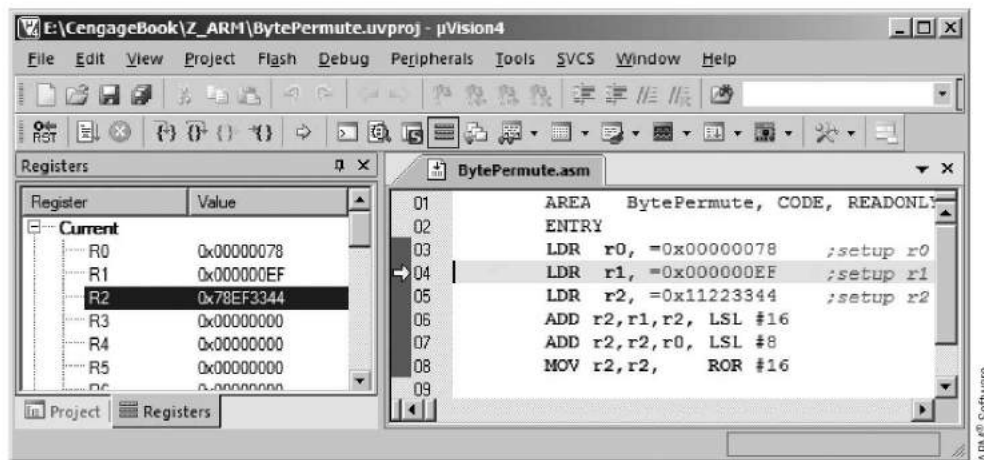 E:\CengageBook\Z_ARM\BytePermute.uvproj - µVision4
File Edit View Project Flash Debug Peripherals Tools SVCS Window Help
RST
Registers
BytePermute.asm
Register Value
Current
R0 0x00000078
R1 0x000000EF
R2 0x78EF3344
R3 0x00000000
R4 0x00000000
R5 0x00000000
Project Registers
01 AREA BytePermute, CODE, READONLY
02 ENTRY
03 LDR r0, =0x00000078 ;setup r0
04 LDR r1, =0x000000EF ;setup r1
05 LDR r2, =0x11223344 ;setup r2
06 ADD r2,r1,r2, LSL #16
07 ADD r2,r2,r0, LSL #8
08 MOV r2,r2, ROR #16
09
ARM® Software